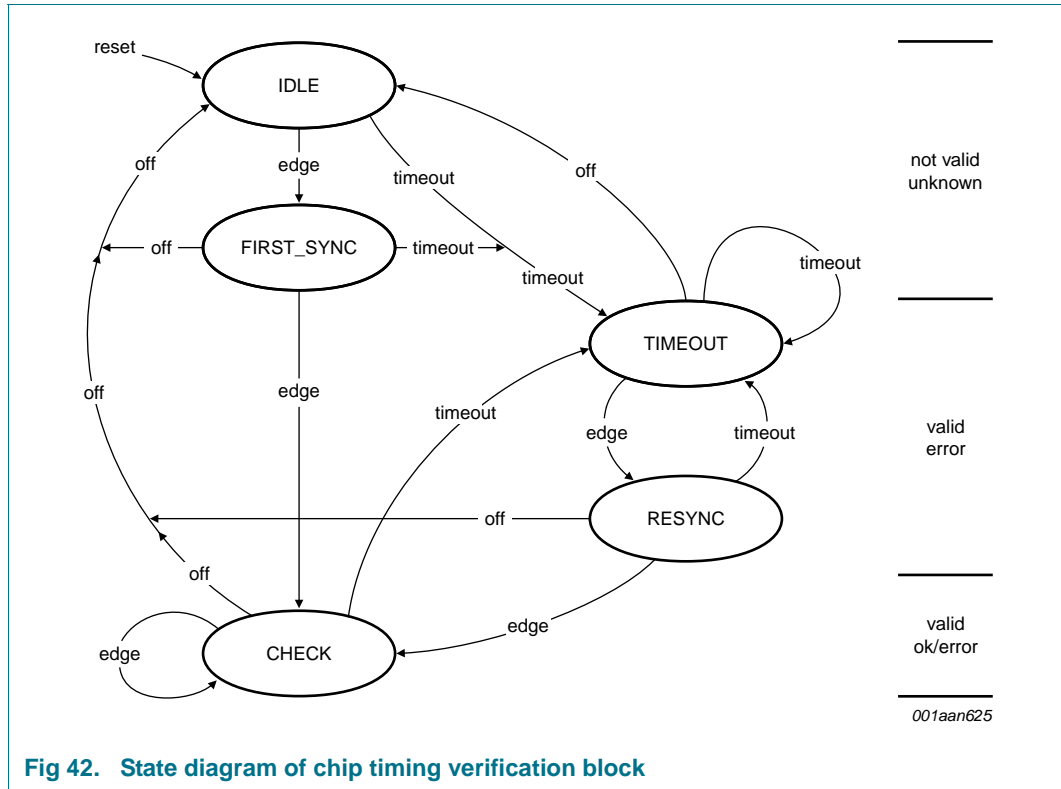 reset
IDLE
off
edge
timeout
off
not valid
unknown
off
FIRST_SYNC
timeout
timeout
timeout
TIMEOUT
off
edge
timeout
edge
timeout
valid
error
off
RESYNC
off
edge
edge
CHECK
valid
ok/error
001aan625
Fig 42. State diagram of chip timing verification block